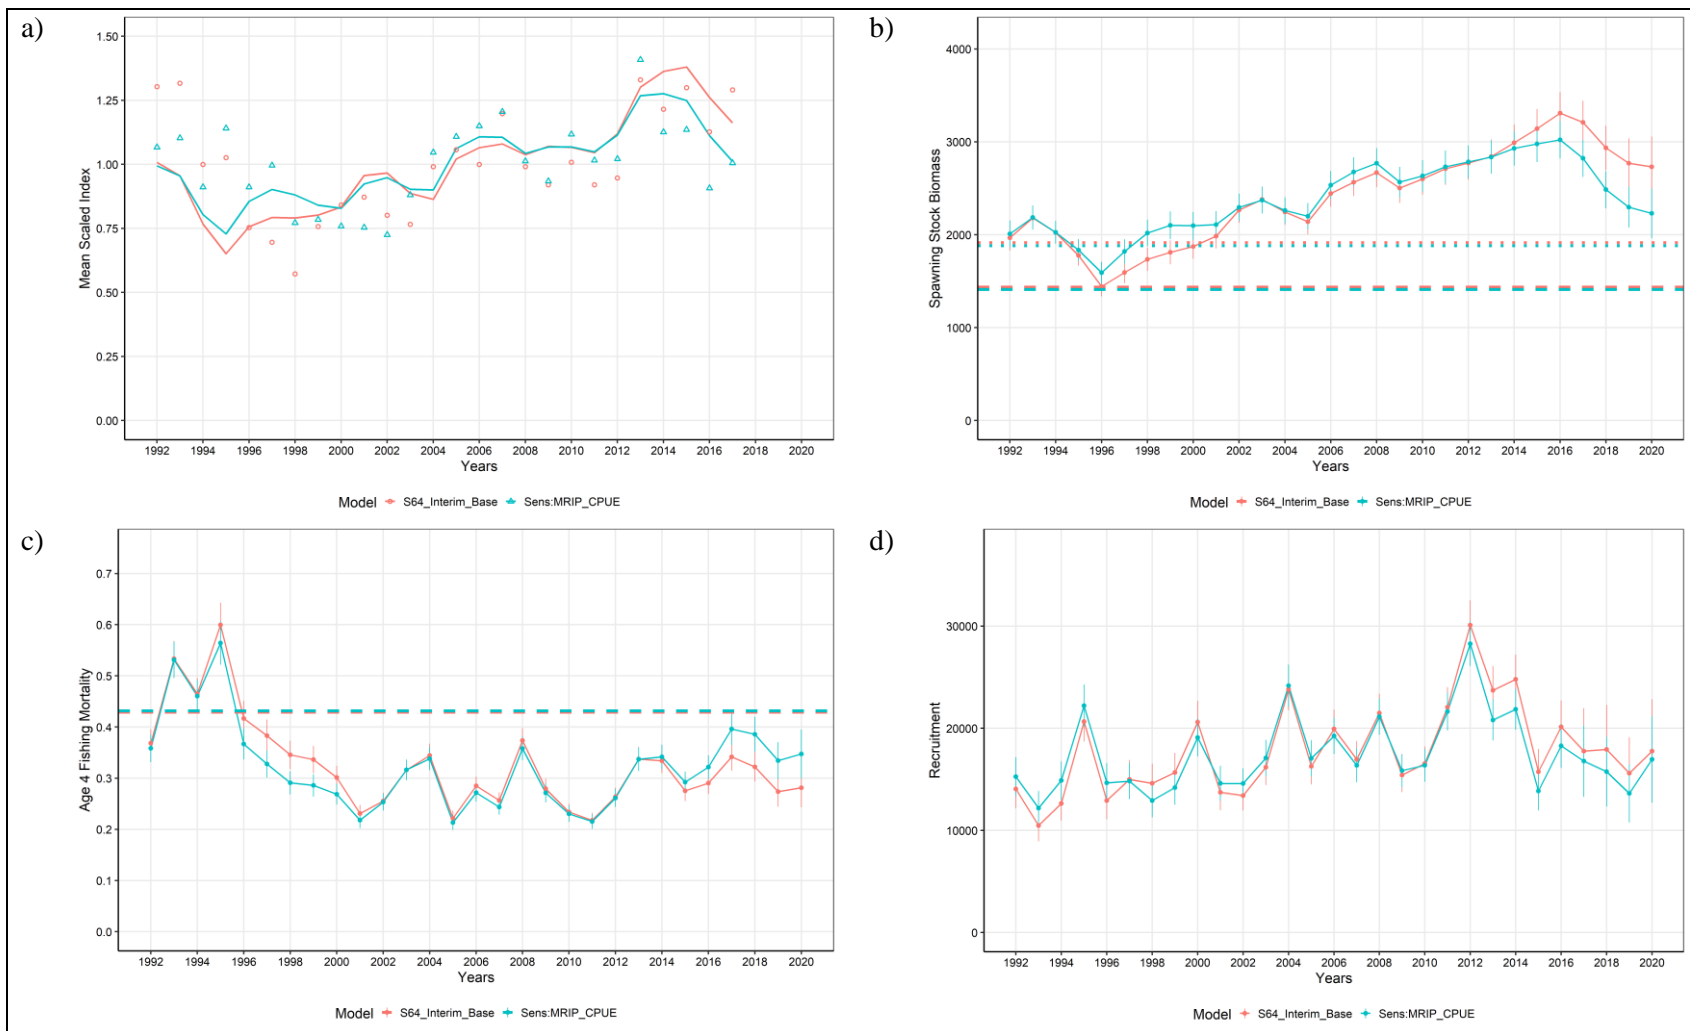 a)
Mean Scaled Index
1.50
1.25
1.00
0.75
0.50
0.25
0.00
1992 1994 1996 1998 2000 2002 2004 2006 2008 2010 2012 2014 2016 2018 2020
Years
Model S64_Interim_Base Sens:MRIP_CPUE
b)
Spawning Stock Biomass
4000
3000
2000
1000
0
1992 1994 1996 1998 2000 2002 2004 2006 2008 2010 2012 2014 2016 2018 2020
Years
Model S64_Interim_Base Sens:MRIP_CPUE
c)
Age 4 Fishing Mortality
0.7
0.6
0.5
0.4
0.3
0.2
0.1
0.0
1992 1994 1996 1998 2000 2002 2004 2006 2008 2010 2012 2014 2016 2018 2020
Years
Model S64_Interim_Base Sens:MRIP_CPUE
d)
Recruitment
30000
20000
10000
0
1992 1994 1996 1998 2000 2002 2004 2006 2008 2010 2012 2014 2016 2018 2020
Years
Model S64_Interim_Base Sens:MRIP_CPUE